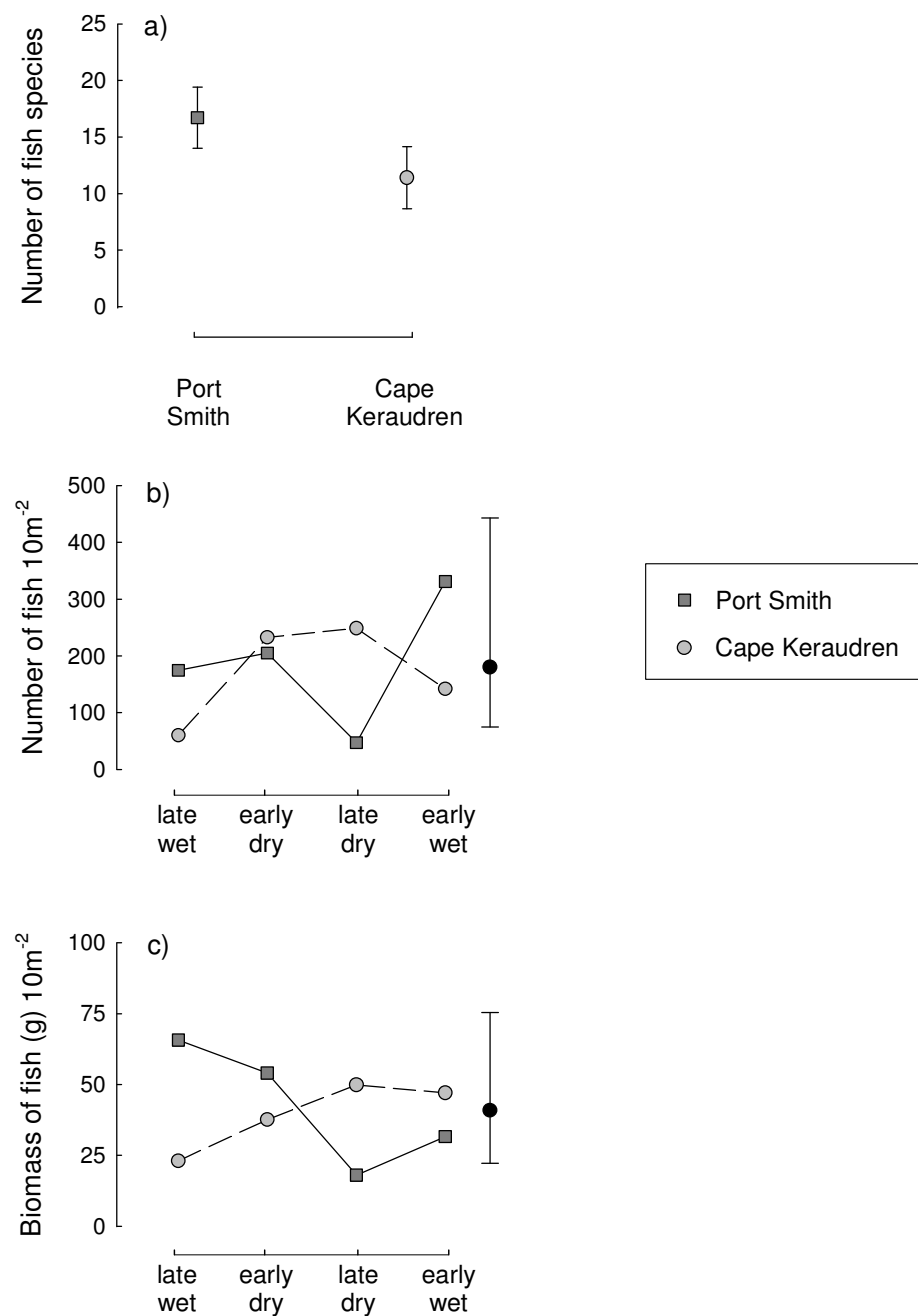 a)
Number of fish species
25
20
15
10
5
0
Port
Smith
Cape
Keraudren
b)
Number of fish 10m⁻²
500
400
300
200
100
0
late
wet
early
dry
late
dry
early
wet
Port Smith
Cape Keraudren
c)
Biomass of fish (g) 10m⁻²
100
75
50
25
0
late
wet
early
dry
late
dry
early
wet